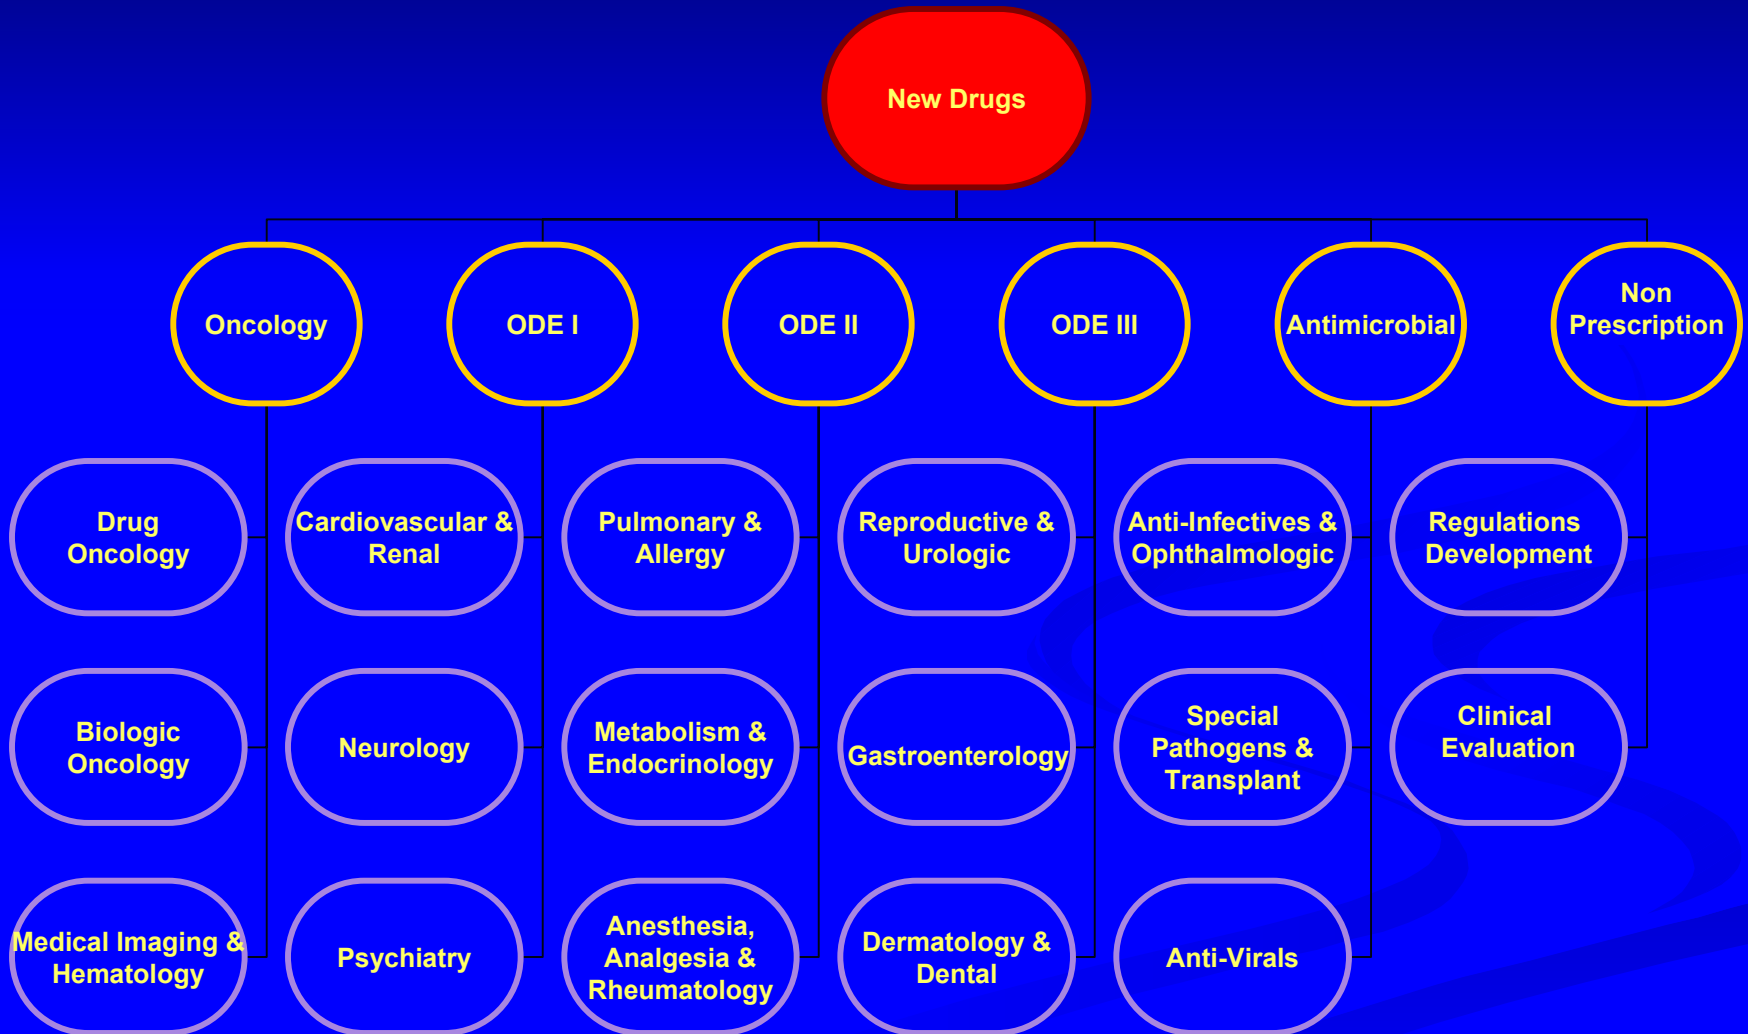 New Drugs
Oncology
ODE I
ODE II
ODE III
Antimicrobial
Non
Prescription
Drug
Oncology
Cardiovascular &
Renal
Pulmonary &
Allergy
Reproductive &
Urologic
Anti-Infectives &
Ophthalmologic
Regulations
Development
Biologic
Oncology
Neurology
Metabolism &
Endocrinology
Gastroenterology
Special
Pathogens &
Transplant
Clinical
Evaluation
Medical Imaging &
Hematology
Psychiatry
Anesthesia,
Analgesia &
Rheumatology
Dermatology &
Dental
Anti-Virals